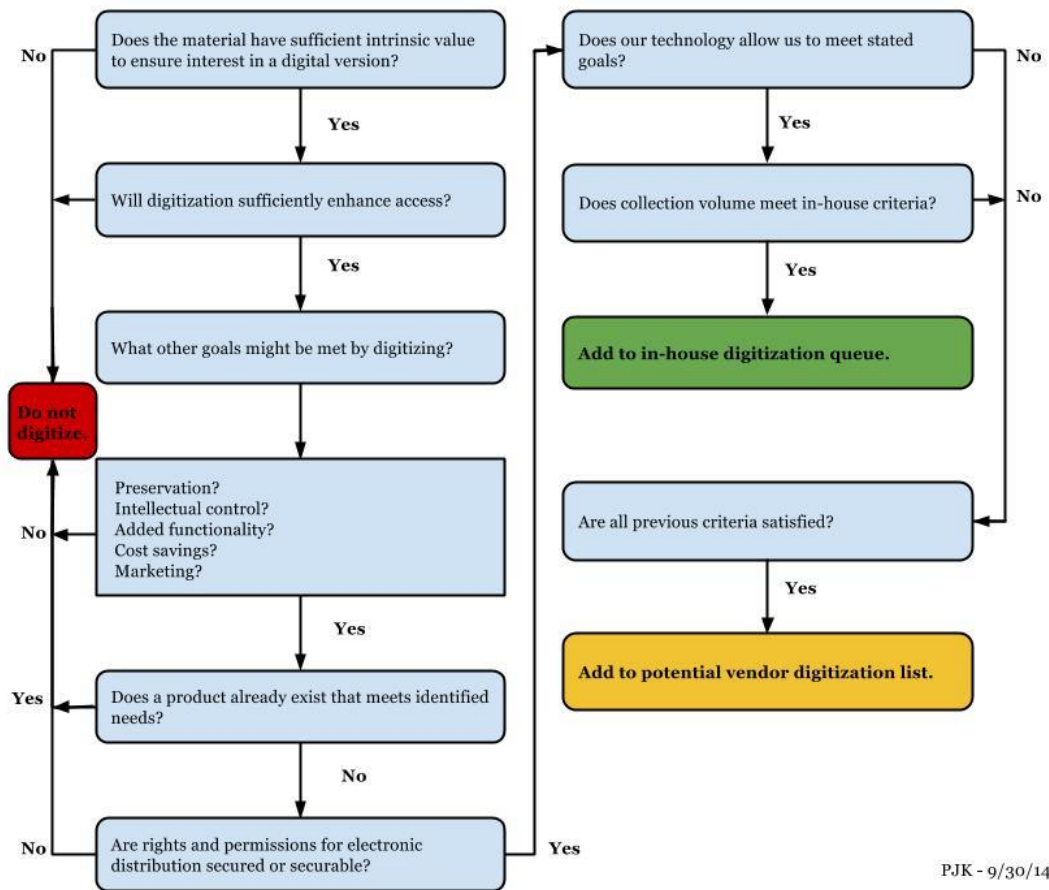 No
Does the material have sufficient intrinsic value
to ensure interest in a digital version?
Yes
Will digitization sufficiently enhance access?
Yes
What other goals might be met by digitizing?
Do not
digitize.
No
Preservation?
Intellectual control?
Added functionality?
Cost savings?
Marketing?
Yes
Yes
Does a product already exist that meets identified
needs?
No
No
Are rights and permissions for electronic
distribution secured or securable?
Yes
Does our technology allow us to meet stated
goals?
No
Yes
Does collection volume meet in-house criteria?
No
Yes
Add to in-house digitization queue.
Are all previous criteria satisfied?
Yes
Add to potential vendor digitization list.
PJK - 9/30/14